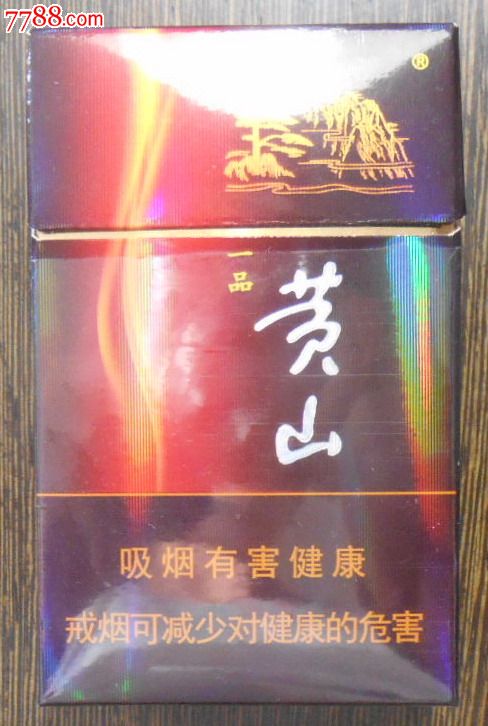 7788.com
®
一品
黄山
吸烟有害健康
戒烟可减少对健康的危害